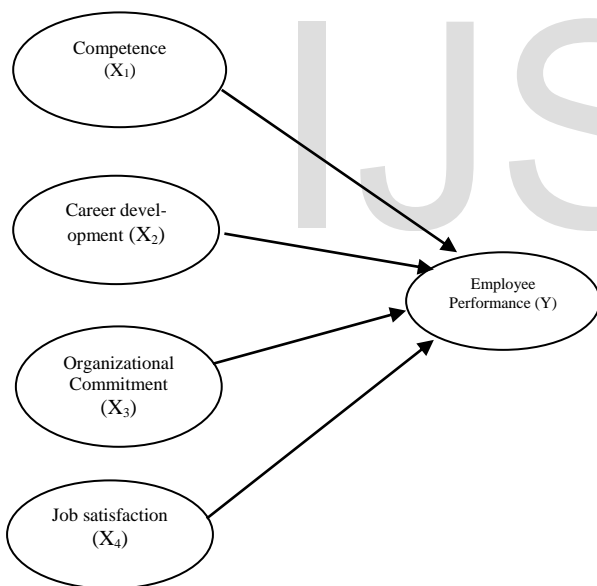 Competence
(X₁)
IJS
Career devel-
opment (X₂)
Employee
Performance (Y)
Organizational
Commitment
(X₃)
Job satisfaction
(X₄)